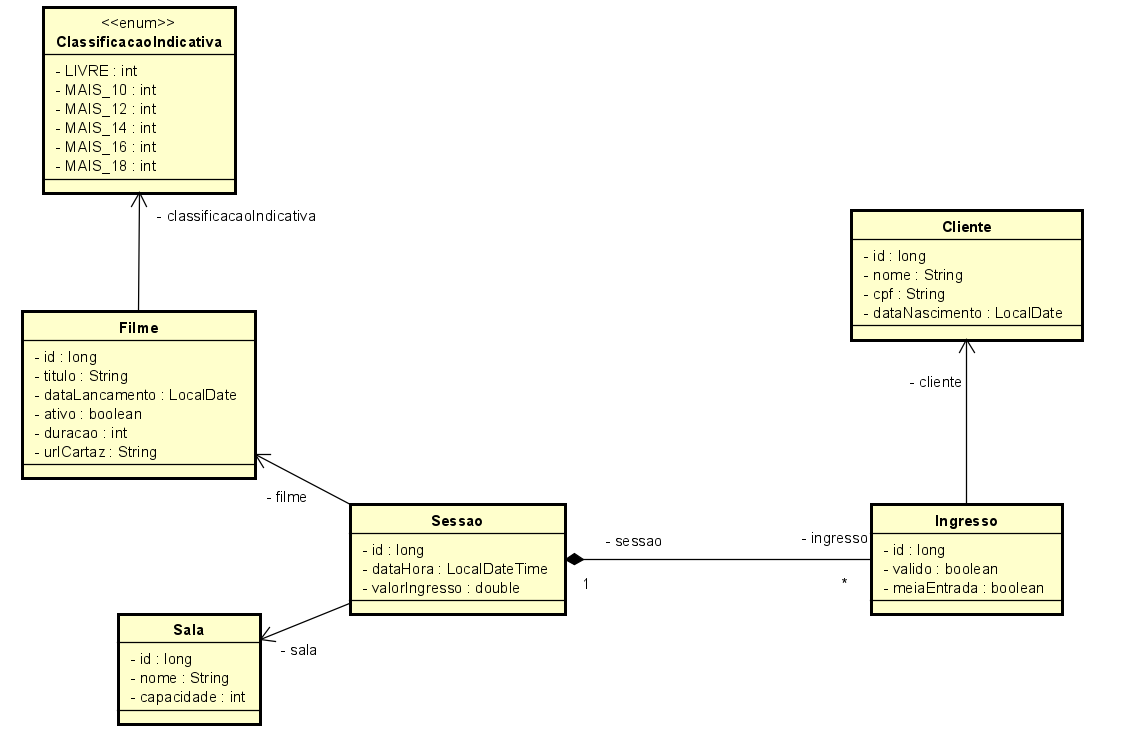 <<enum>>
ClassificacaoIndicativa
- LIVRE : int
- MAIS_10 : int
- MAIS_12 : int
- MAIS_14 : int
- MAIS_16 : int
- MAIS_18 : int
- classificacaoIndicativa
Cliente
- id : long
- nome : String
- cpf : String
- dataNascimento : LocalDate
- cliente
Filme
- id : long
- titulo : String
- dataLancamento : LocalDate
- ativo : boolean
- duracao : int
- urlCartaz : String
- filme
Sessao
- id : long
- dataHora : LocalDateTime
- valorIngresso : double
- sessao
1
- ingresso
*
Ingresso
- id : long
- valido : boolean
- meiaEntrada : boolean
Sala
- id : long
- nome : String
- capacidade : int
- sala